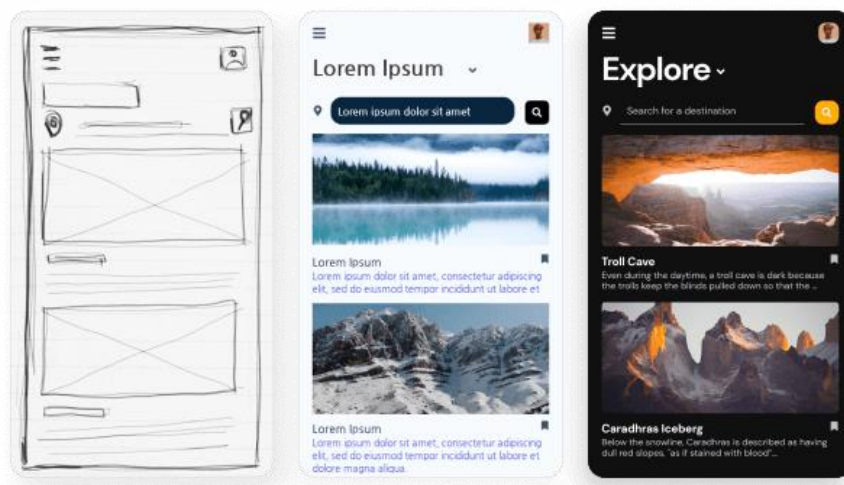 Lorem Ipsum
Lorem ipsum dolor sit amet
Lorem Ipsum
Lorem ipsum dolor sit amet, consectetur adipiscing
elit, sed do eiusmod tempor incididunt ut labore et
Lorem Ipsum
Lorem ipsum dolor sit amet, consectetur adipiscing
elit, sed do eiusmod tempor incididunt ut labore et
dolore magna aliqua.
Explore
Search for a destination
Troll Cave
Even during the daytime, a troll cave is dark because
the trolls keep the blinds pulled down so that the ...
Caradhras Iceberg
Below the snowline, Caradhras is described as having
dull red slopes, "as if stained with blood"...